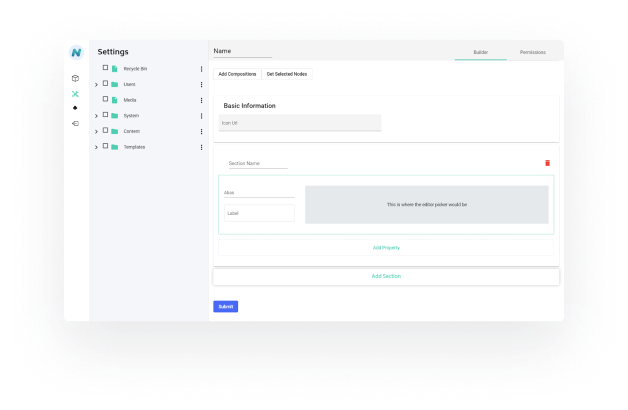 Settings
Recycle Bin
Users
Media
System
Content
Templates
Name
Builder
Permissions
Add Compositions
Get Selected Nodes
Basic Information
Icon Url
Section Name
Alias
Label
This is where the editor picker would be
Add Property
Add Section
Submit